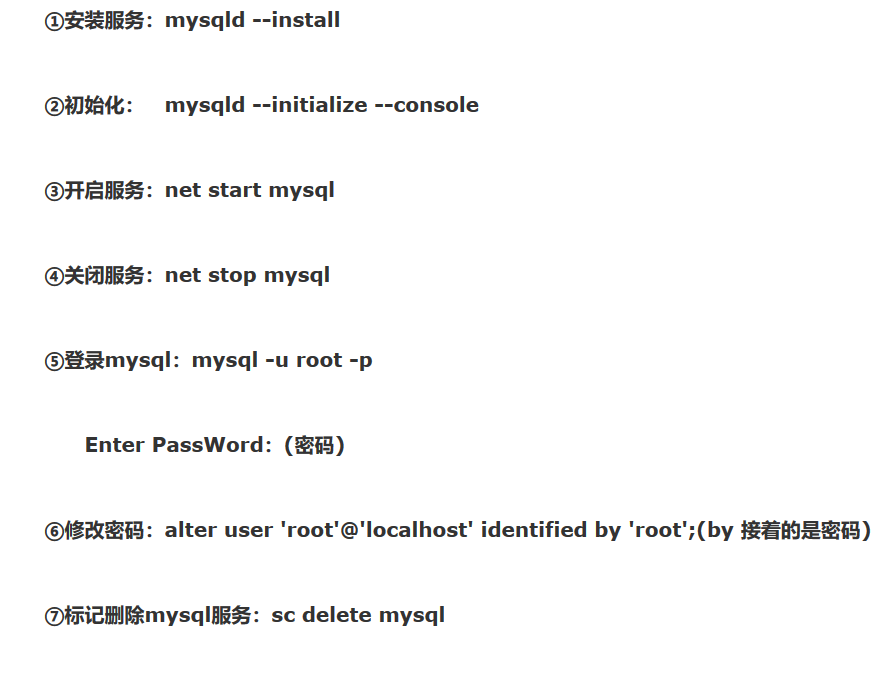 ①安装服务：mysqld --install
②初始化：　mysqld --initialize --console
③开启服务：net start mysql
④关闭服务：net stop mysql
⑤登录mysql：mysql -u root -p
Enter PassWord：(密码)
⑥修改密码：alter user 'root'@'localhost' identified by 'root';(by 接着的是密码)
⑦标记删除mysql服务：sc delete mysql